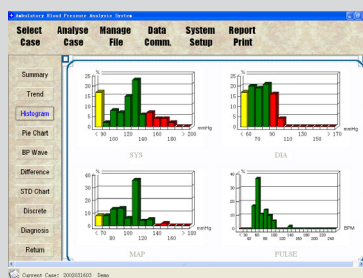 Ambulatory Blood Pressure Analysis System
Select Case
Analyse Case
Manage File
Data Comm.
System Setup
Report Print
Summary
Trend
Histogram
Pie Chart
BP Wave
Difference
STD Chart
Discrete
Diagnosis
Return
%
25
20
15
10
5
0
< 90 100 120 140 160 180 > 200
mmHg
SYS
%
25
20
15
10
5
0
< 60 70 90 110 130 150 > 170
mmHg
DIA
%
40
30
20
10
0
< 70 80 100 120 140 160 > 180
mmHg
MAP
%
40
30
20
10
0
BPM
PULSE
Current Case: 2002031603 Demo